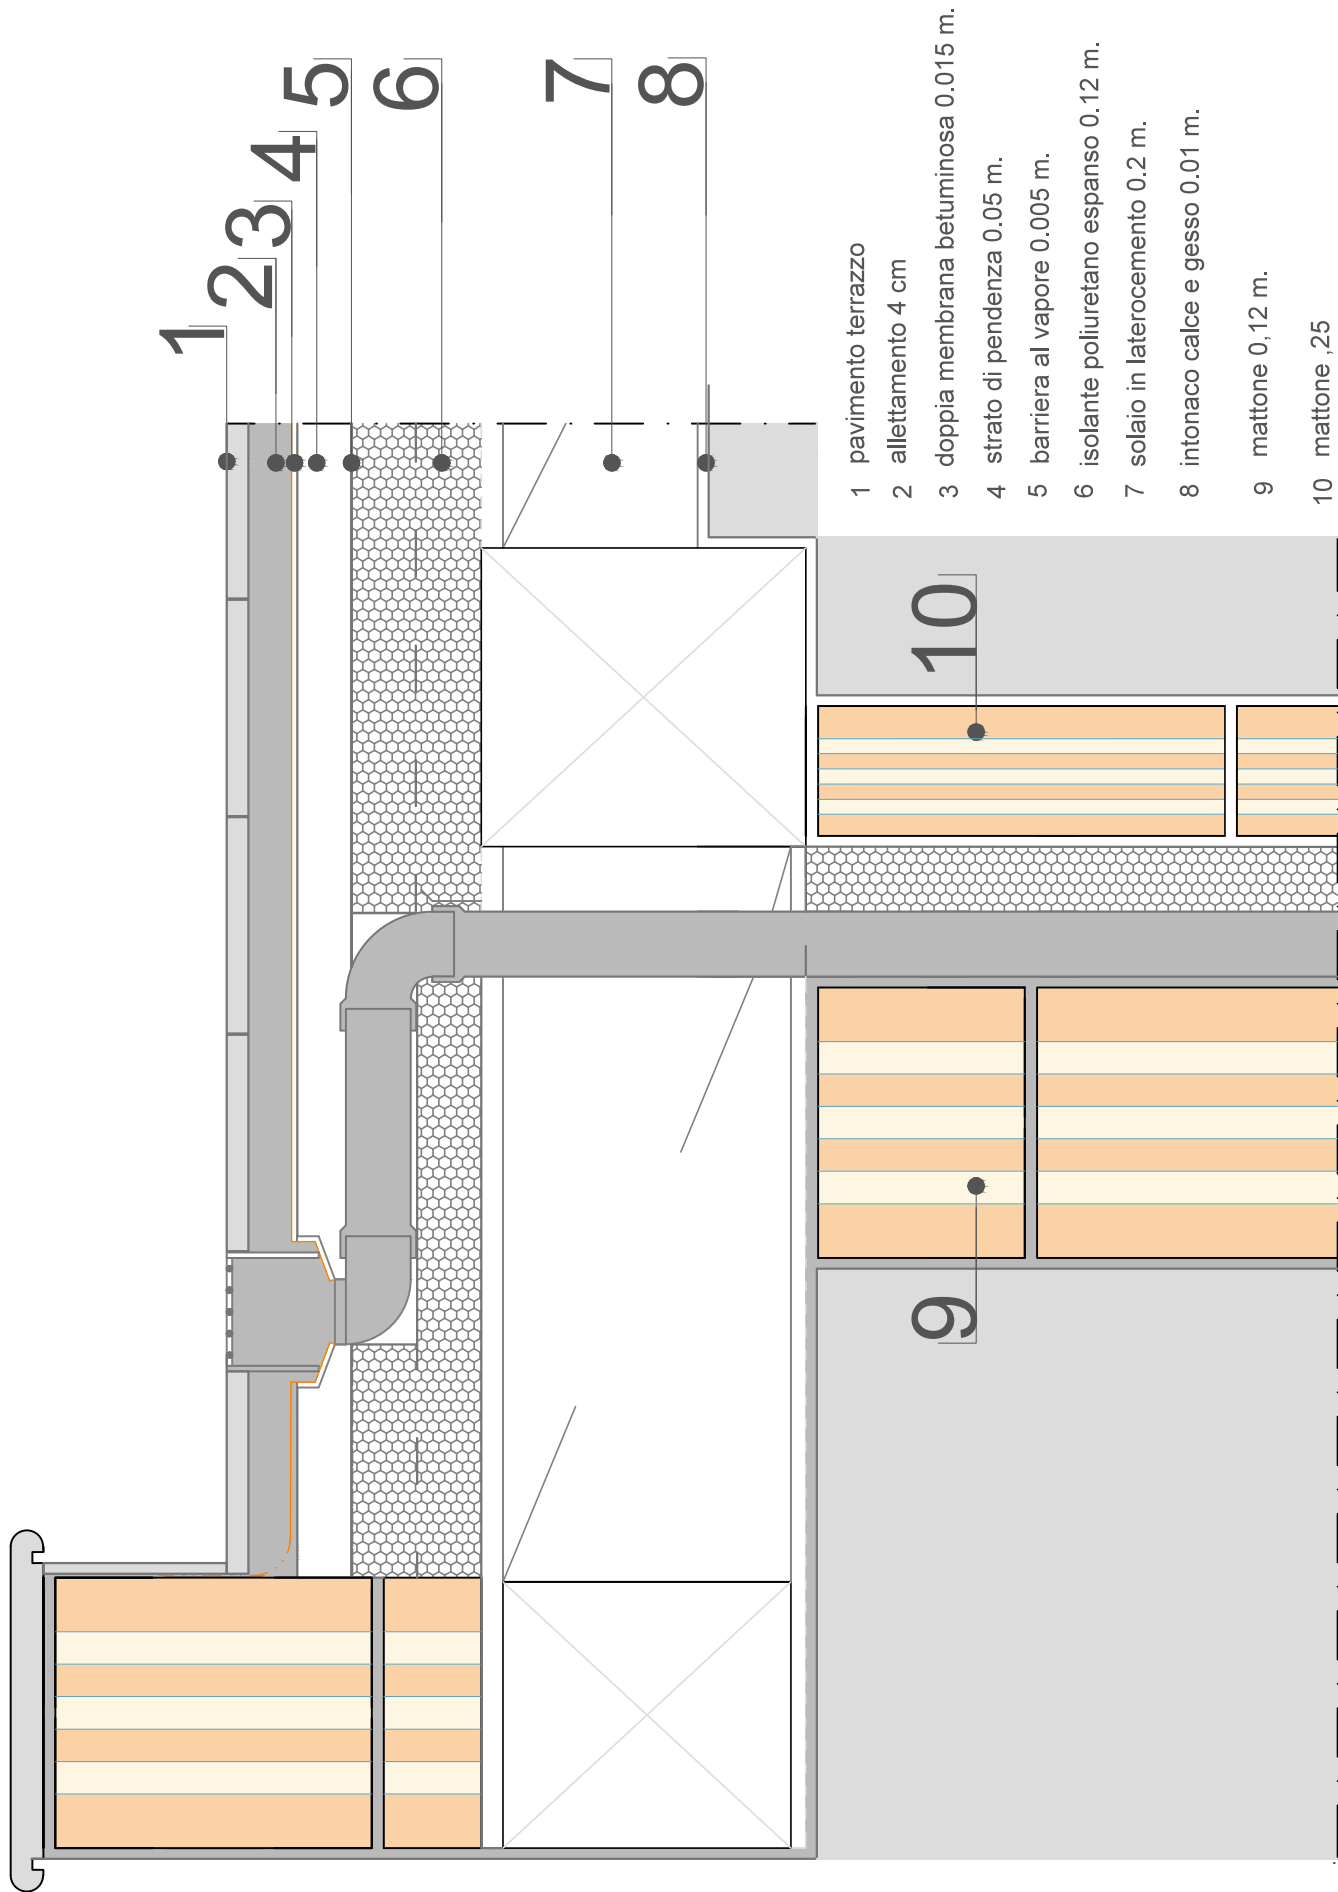 1
2
3
4
5
6
7
8
10
9
1 pavimento terrazzo
2 allettamento 4 cm
3 doppia membrana betuminosa 0.015 m.
4 strato di pendenza 0.05 m.
5 barriera al vapore 0.005 m.
6 isolante poliuretano espanso 0.12 m.
7 solaio in laterocemento 0.2 m.
8 intonaco calce e gesso 0.01 m.
9 mattone 0,12 m.
10 mattone ,25